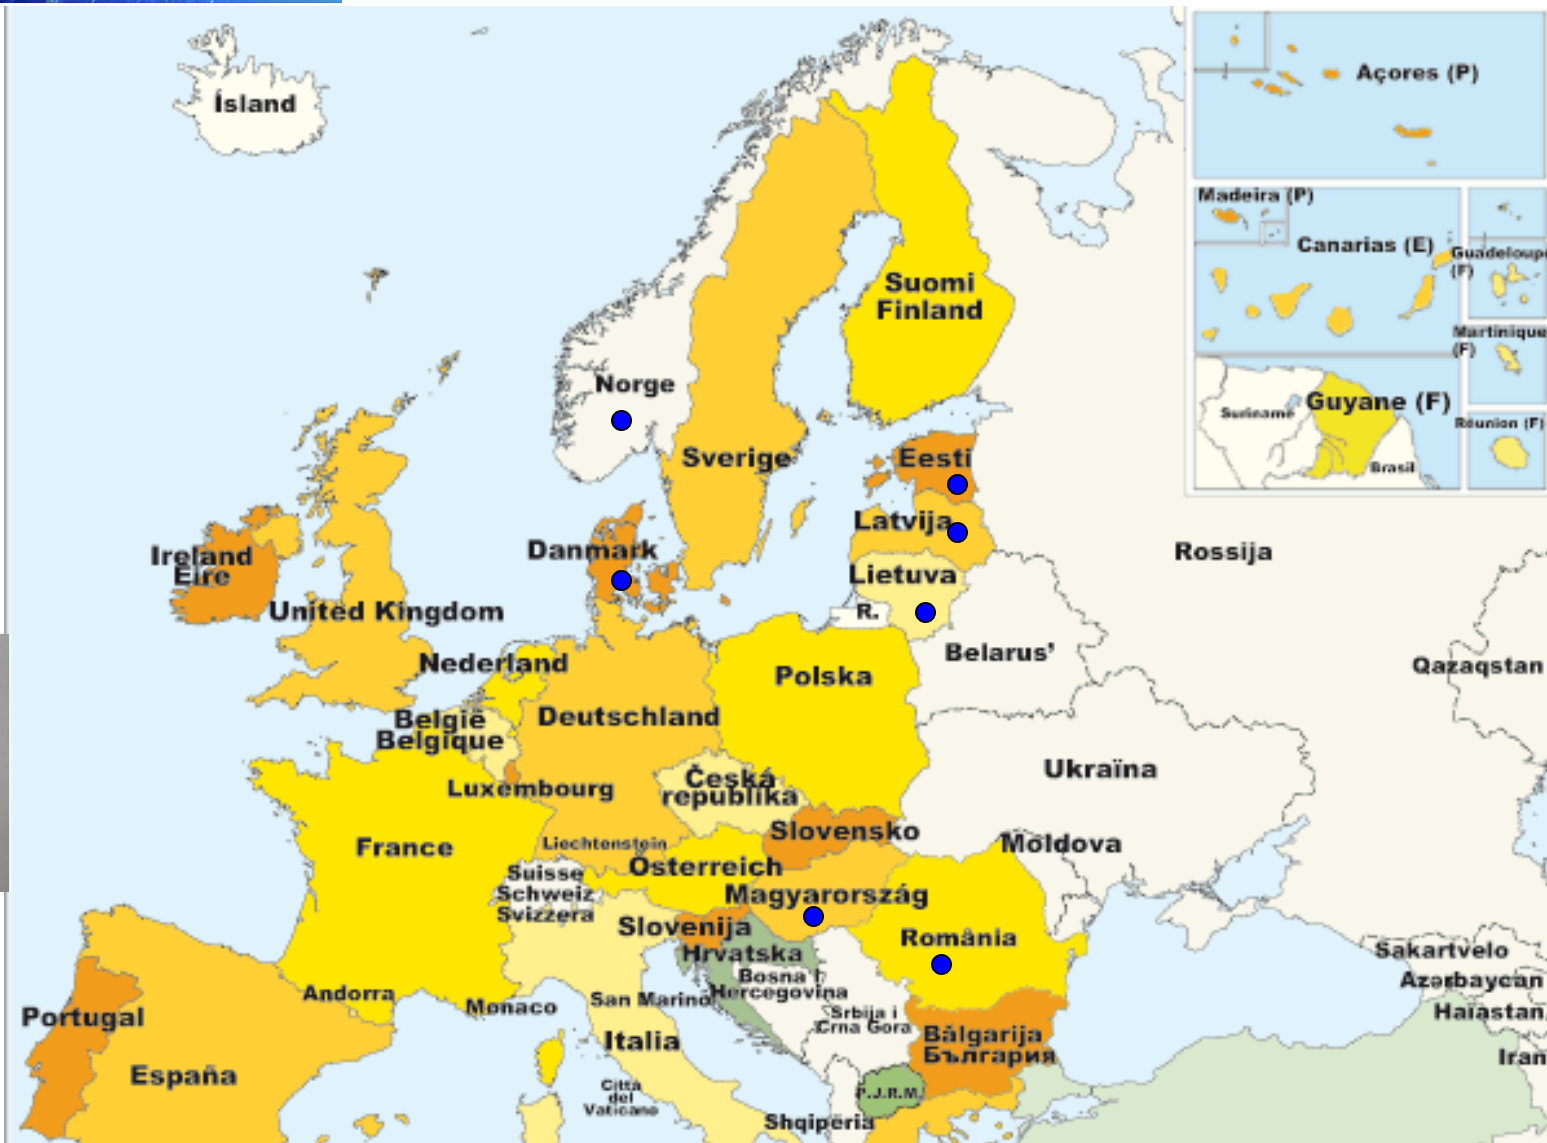 Ísland
Açores (P)
Madeira (P)
Canarias (E)
Guadeloupe
(F)
Martinique
(F)
Guyane (F)
Suriname
Brasil
Réunion (F)
Suomi
Finland
Norge
Sverige
Eesti
Latvija
Lietuva
R.
Rossija
Danmark
Ireland
Eire
United Kingdom
Belarus’
Qazaqstan
Nederland
Polska
België
Belgique
Deutschland
Ukraïna
Luxembourg
Česká
republika
Slovensko
France
Liechtenstein
Moldova
Österreich
Suisse
Schweiz
Svizzera
Magyarország
Slovenija
România
Hrvatska
Sakartvelo
Bosna I
Hercegovina
Azərbaycan
Andorra
Monaco
San Marino
Srbija i
Crna Gora
Haïastan
Portugal
Italia
Bălgarija
България
Iran
España
Città
del
Vaticano
P.J.R.M.
Shqipëria